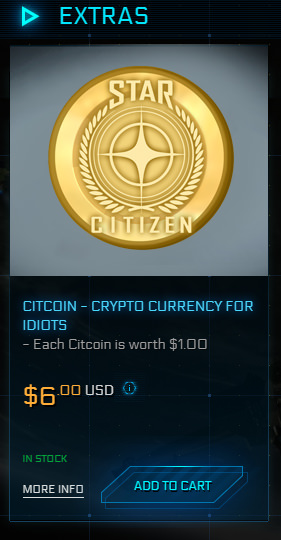 EXTRAS
STAR
CITIZEN
CITCOIN - CRYPTO CURRENCY FOR
IDIOTS
- Each Citcoin is worth $1.00
$6.00 USD i
IN STOCK
MORE INFO
ADD TO CART